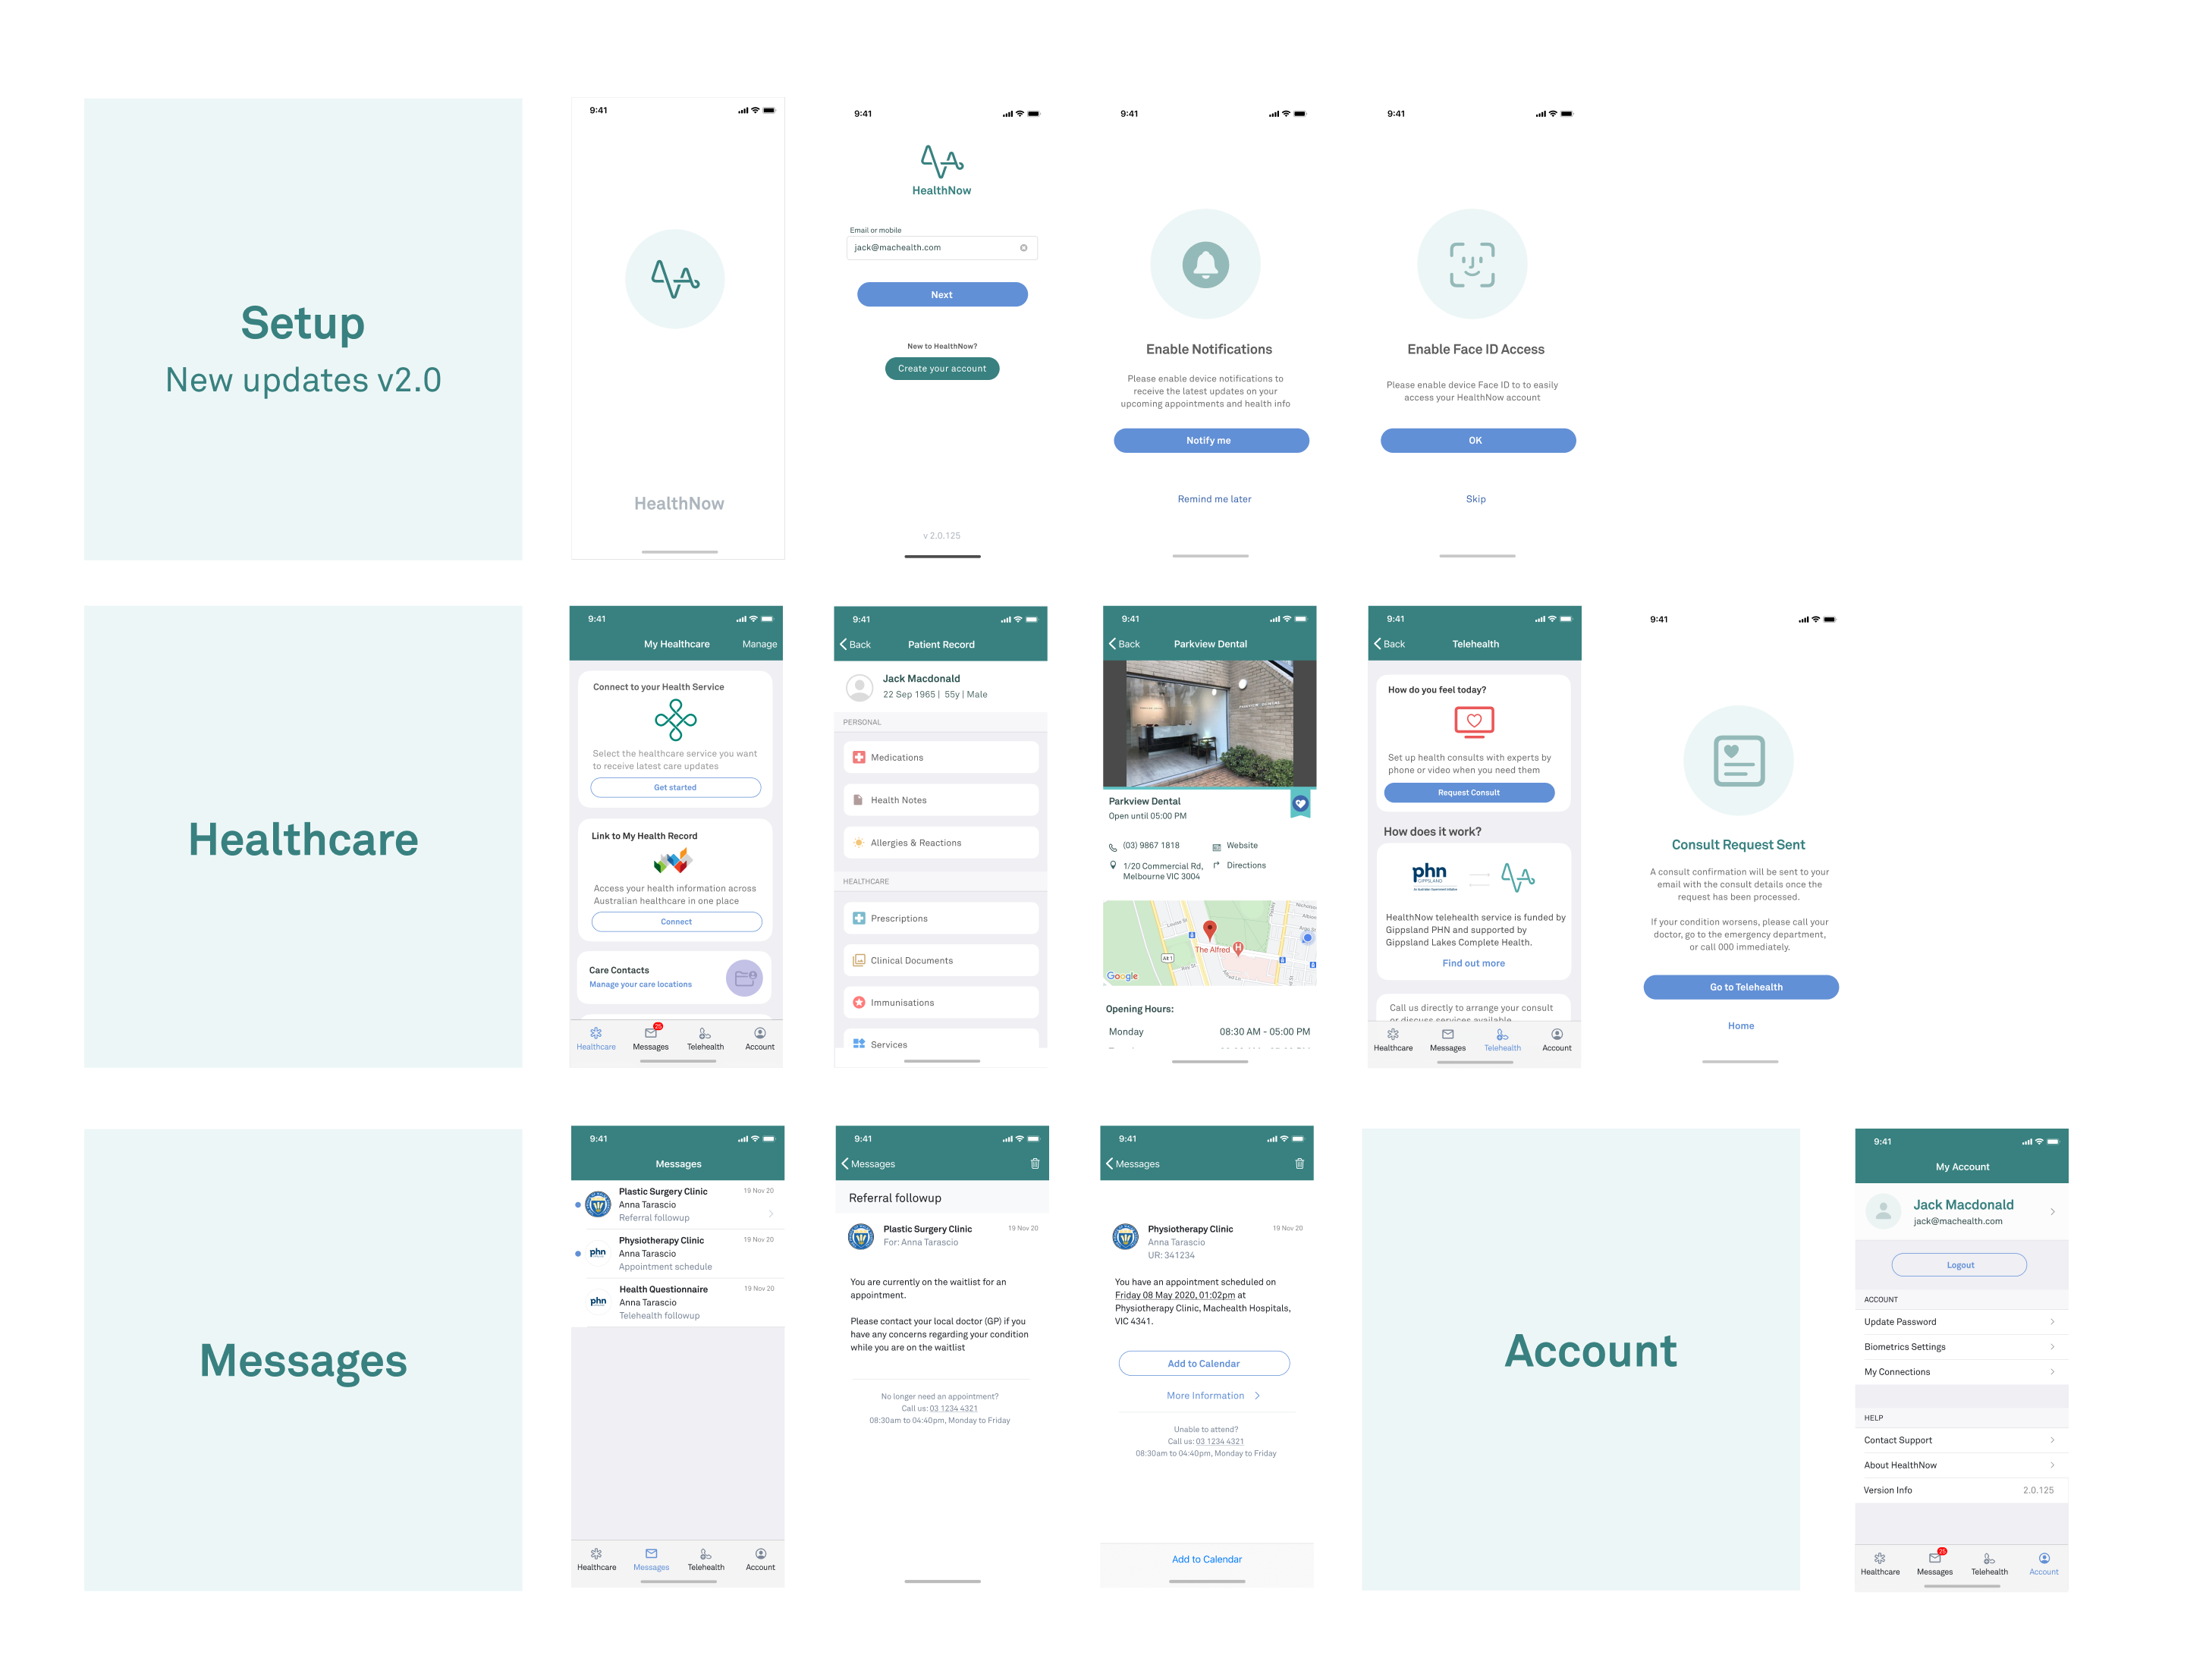 Setup
New updates v2.0
9:41
HealthNow
9:41
HealthNow
Email or mobile
jack@machealth.com
Next
New to HealthNow?
Create your account
v 2.0.125
9:41
Enable Notifications
Please enable device notifications to
receive the latest updates on your
upcoming appointments and health info
Notify me
Remind me later
9:41
Enable Face ID Access
Please enable device Face ID to to easily
access your HealthNow account
OK
Skip
Healthcare
9:41
My Healthcare
Manage
Connect to your Health Service
Select the healthcare service you want
to receive latest care updates
Get started
Link to My Health Record
Access your health information across
Australian healthcare in one place
Connect
Care Contacts
Manage your care locations
25
Healthcare Messages Telehealth Account
9:41
Back Patient Record
Jack Macdonald
22 Sep 1965 | 55y | Male
PERSONAL
Medications
Health Notes
Allergies & Reactions
HEALTHCARE
Prescriptions
Clinical Documents
Immunisations
Services
9:41
Back Parkview Dental
PARKVIEW DENTAL
Parkview Dental
Open until 05:00 PM
(03) 9867 1818 Website
1/20 Commercial Rd, Directions
Melbourne VIC 3004
The Alfred
Google
Opening Hours:
Monday 08:30 AM - 05:00 PM
9:41
Back Telehealth
How do you feel today?
Set up health consults with experts by
phone or video when you need them
Request Consult
How does it work?
phn
GIPPSLAND
HealthNow telehealth service is funded by
Gippsland PHN and supported by
Gippsland Lakes Complete Health.
Find out more
Call us directly to arrange your consult
or discuss services available
Healthcare Messages Telehealth Account
9:41
Consult Request Sent
A consult confirmation will be sent to your
email with the consult details once the
request has been processed.
If your condition worsens, please call your
doctor, go to the emergency department,
or call 000 immediately.
Go to Telehealth
Home
Messages
9:41
Messages
Plastic Surgery Clinic 19 Nov 20
Anna Tarascio
Referral followup
phn
Physiotherapy Clinic 19 Nov 20
Anna Tarascio
Appointment schedule
phn
Health Questionnaire 19 Nov 20
Anna Tarascio
Telehealth followup
Healthcare Messages Telehealth Account
9:41
Messages
Referral followup
Plastic Surgery Clinic 19 Nov 20
For: Anna Tarascio
You are currently on the waitlist for an
appointment.
Please contact your local doctor (GP) if you
have any concerns regarding your condition
while you are on the waitlist
No longer need an appointment?
Call us: 03 1234 4321
08:30am to 04:40pm, Monday to Friday
9:41
Messages
Physiotherapy Clinic 19 Nov 20
Anna Tarascio
UR: 341234
You have an appointment scheduled on
Friday 08 May 2020, 01:02pm at
Physiotherapy Clinic, Machealth Hospitals,
VIC 4341.
Add to Calendar
More Information
Unable to attend?
Call us: 03 1234 4321
08:30am to 04:40pm, Monday to Friday
Add to Calendar
Account
9:41
My Account
Jack Macdonald
jack@machealth.com
Logout
ACCOUNT
Update Password
Biometrics Settings
My Connections
HELP
Contact Support
About HealthNow
Version Info 2.0.125
25
Healthcare Messages Telehealth Account